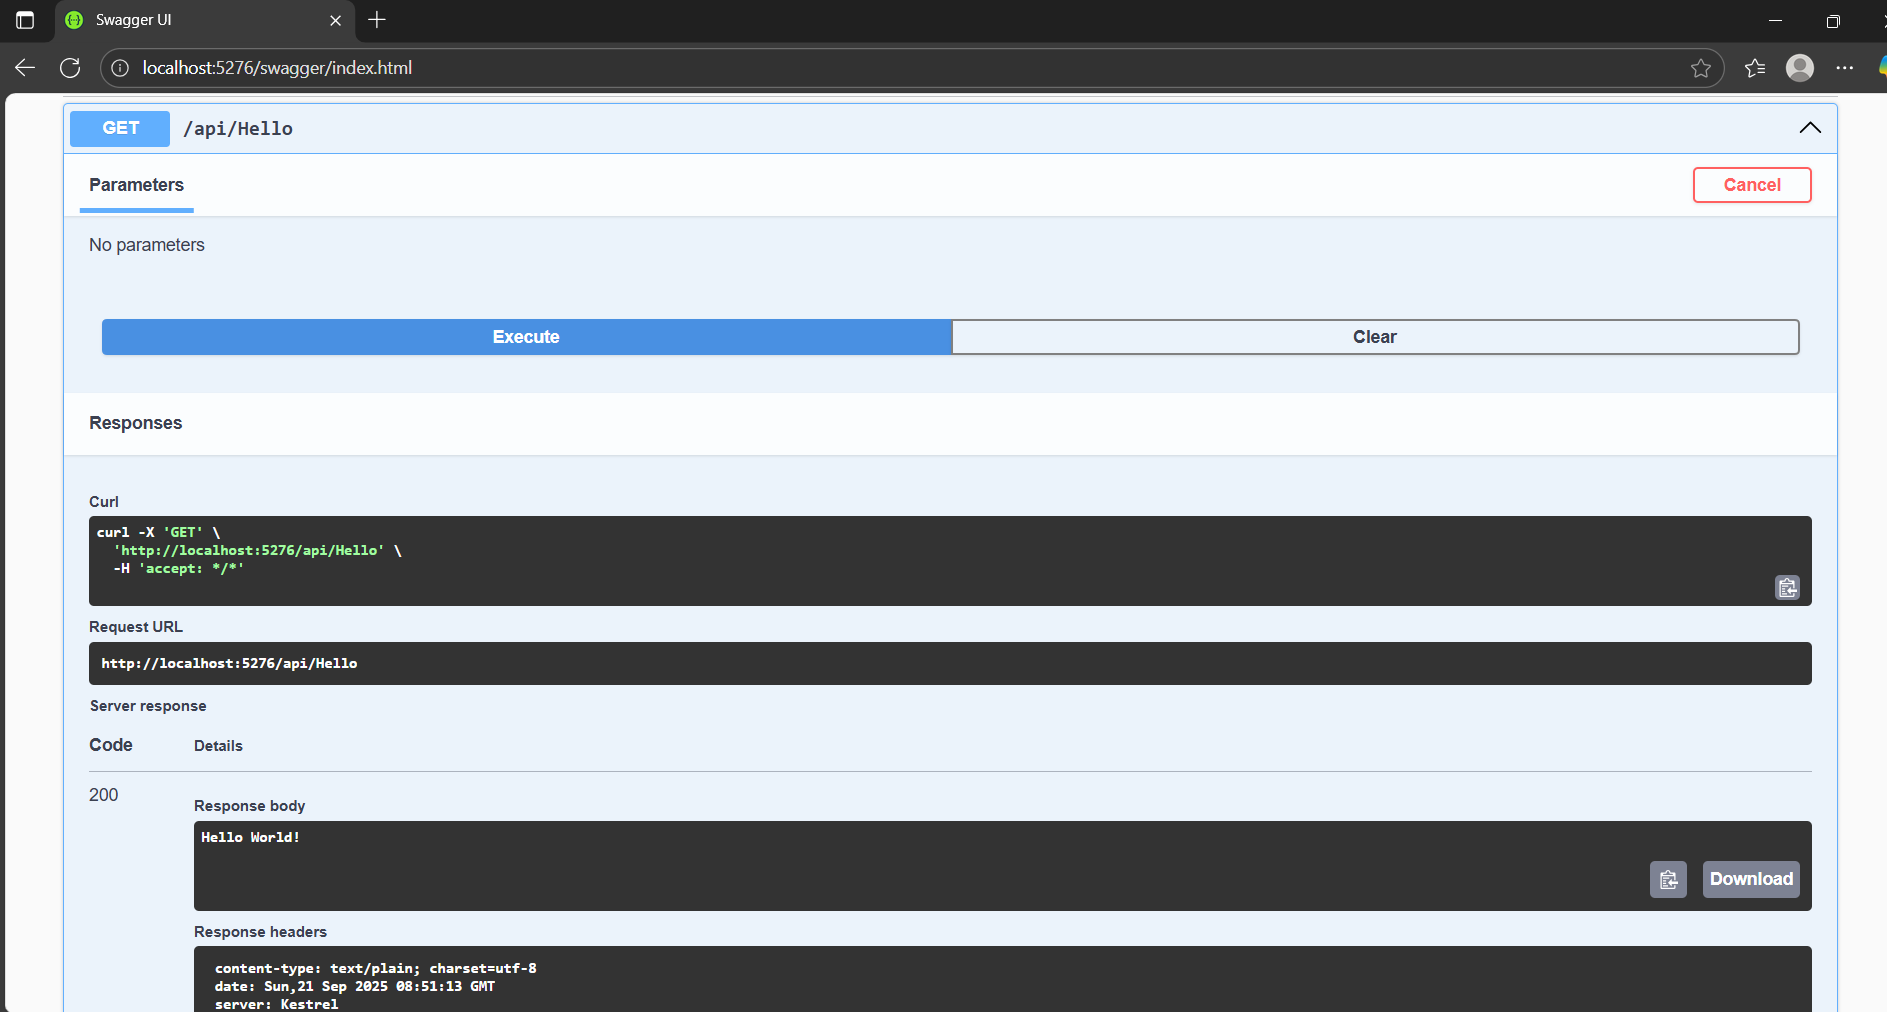 Swagger UI
localhost:5276/swagger/index.html
GET /api/Hello
Parameters
Cancel
No parameters
Execute
Clear
Responses
Curl
curl -X 'GET' \
'http://localhost:5276/api/Hello' \
-H 'accept: */*'
Request URL
http://localhost:5276/api/Hello
Server response
Code Details
200
Response body
Hello World!
Download
Response headers
content-type: text/plain; charset=utf-8
date: Sun,21 Sep 2025 08:51:13 GMT
server: Kestrel